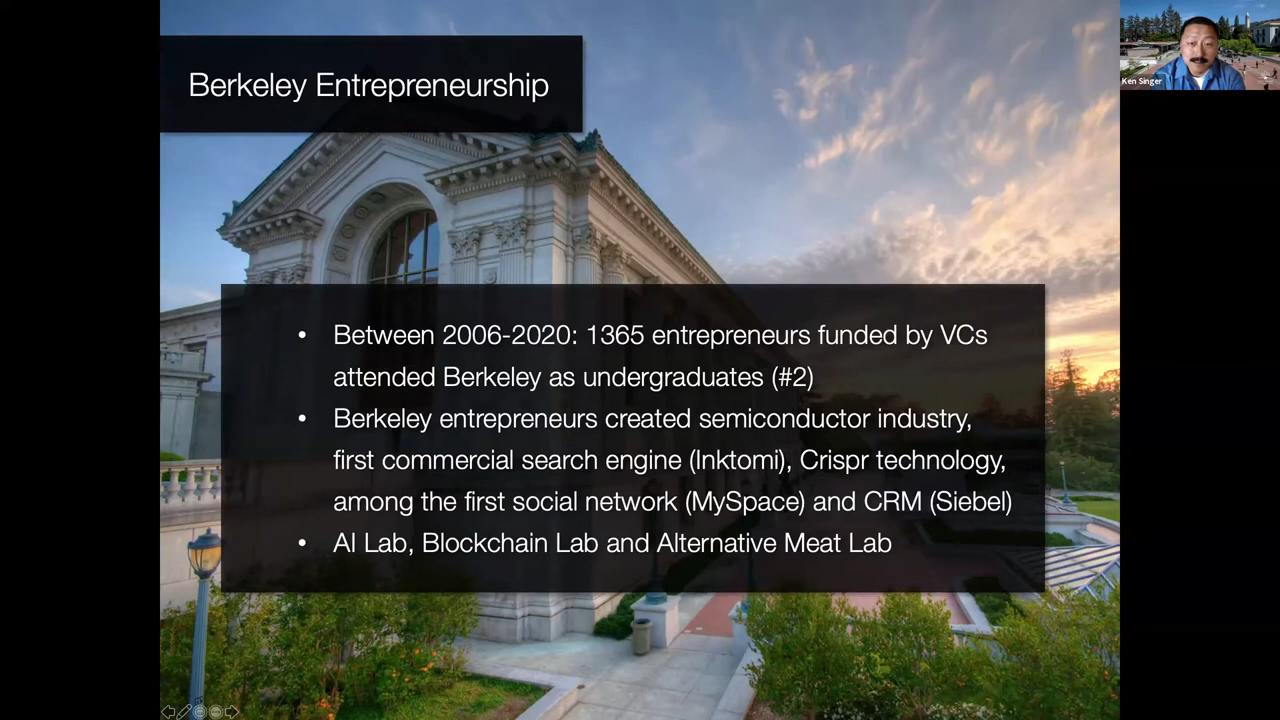 Berkeley Entrepreneurship
Ken Singer
• Between 2006-2020: 1365 entrepreneurs funded by VCs
attended Berkeley as undergraduates (#2)
• Berkeley entrepreneurs created semiconductor industry,
first commercial search engine (Inktomi), Crispr technology,
among the first social network (MySpace) and CRM (Siebel)
• AI Lab, Blockchain Lab and Alternative Meat Lab